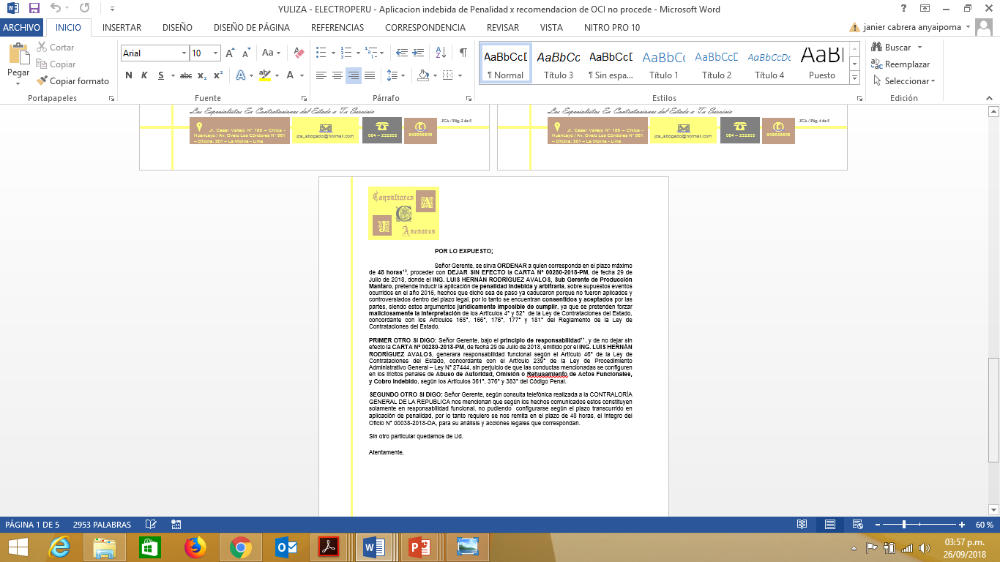 YULIZA - ELECTROPERU - Aplicacion indebida de Penalidad x recomendacion de OCI no procede - Microsoft Word
ARCHIVO INICIO INSERTAR DISEÑO DISEÑO DE PÁGINA REFERENCIAS CORRESPONDENCIA REVISAR VISTA NITRO PRO 10 janier cabrera anyaipoma
Pegar
Cortar
Copiar
Copiar formato
Portapapeles
Arial 10
N K S abc x₂ x²
Fuente
Párrafo
AaBbCcD AaBbCc AaBbCcD AaBbC AaBbCcD AaBbCcDc AaBl
¶ Normal Título 3 ¶ Sin espa... Título 1 Título 2 Título 4 Puesto
Estilos
Buscar
Reemplazar
Seleccionar
Edición
Los Especialistas En Contrataciones del Estado a Tu Servicio
Jr. Cesar Vallejo N° 186 – Chilca -
Huancayo / Av. Ovalo Los Cóndores N° 661
– Oficina: 301 – La Molina - Lima
jca_abogado@hotmail.com
064 – 232203
949555806
JCA / Pág. 3 de 5
Los Especialistas En Contrataciones del Estado a Tu Servicio
Jr. Cesar Vallejo N° 186 – Chilca -
Huancayo / Av. Ovalo Los Cóndores N° 661
– Oficina: 301 – La Molina - Lima
jca_abogado@hotmail.com
064 – 232203
949555806
JCA / Pág. 4 de 5
Consultores A
C
J Asesores
POR LO EXPUESTO;
Señor Gerente, se sirva ORDENAR a quien corresponda en el plazo máximo
de 48 horas¹⁰, proceder con DEJAR SIN EFECTO la CARTA N° 00280-2018-PM, de fecha 29 de
Julio de 2018, donde el ING. LUIS HERNÁN RODRÍGUEZ AVALOS, Sub Gerente de Producción
Mantaro, pretende inducir la aplicación de penalidad indebida y arbitraria, sobre supuestos eventos
ocurridos en el año 2016, hechos que dicho sea de paso ya caducaron porque no fueron aplicados y
controversiados dentro del plazo legal, por lo tanto se encuentran consentidos y aceptados por las
partes, siendo estos argumentos jurídicamente imposible de cumplir, ya que se pretenden forzar
maliciosamente la interpretación de los Artículos 4° y 52° de la Ley de Contrataciones del Estado,
concordante con los Artículos 165°, 166°, 176°, 177° y 181° del Reglamento de la Ley de
Contrataciones del Estado.
PRIMER OTRO SI DIGO: Señor Gerente, bajo el principio de responsabilidad¹¹, y de no dejar sin
efecto la CARTA N° 00280-2018-PM, de fecha 29 de Julio de 2018, emitido por el ING. LUIS HERNÁN
RODRÍGUEZ AVALOS, generara responsabilidad funcional según el Artículo 46° de la Ley de
Contrataciones del Estado, concordante con el Artículo 239° de la Ley de Procedimiento
Administrativo General – Ley N° 27444, sin perjuicio de que las conductas mencionadas se configuren
en los ilícitos penales de Abuso de Autoridad, Omisión o Rehusamiento de Actos Funcionales,
y Cobro Indebido, según los Artículos 361°, 376° y 383° del Código Penal.
SEGUNDO OTRO SI DIGO: Señor Gerente, según consulta telefónica realizada a la CONTRALORÍA
GENERAL DE LA REPUBLICA nos mencionan que según los hechos comunicados estos constituyen
solamente en responsabilidad funcional, no pudiendo configurarse según el plazo transcurrido en
aplicación de penalidad, por lo tanto requiero se nos remita en el plazo de 48 horas, el íntegro del
Oficio N° 00038-2018-DA, para su análisis y acciones legales que correspondan.
Sin otro particular quedamos de Ud.
Atentamente,
PÁGINA 1 DE 5 2953 PALABRAS 60 %
03:57 p.m.
26/09/2018